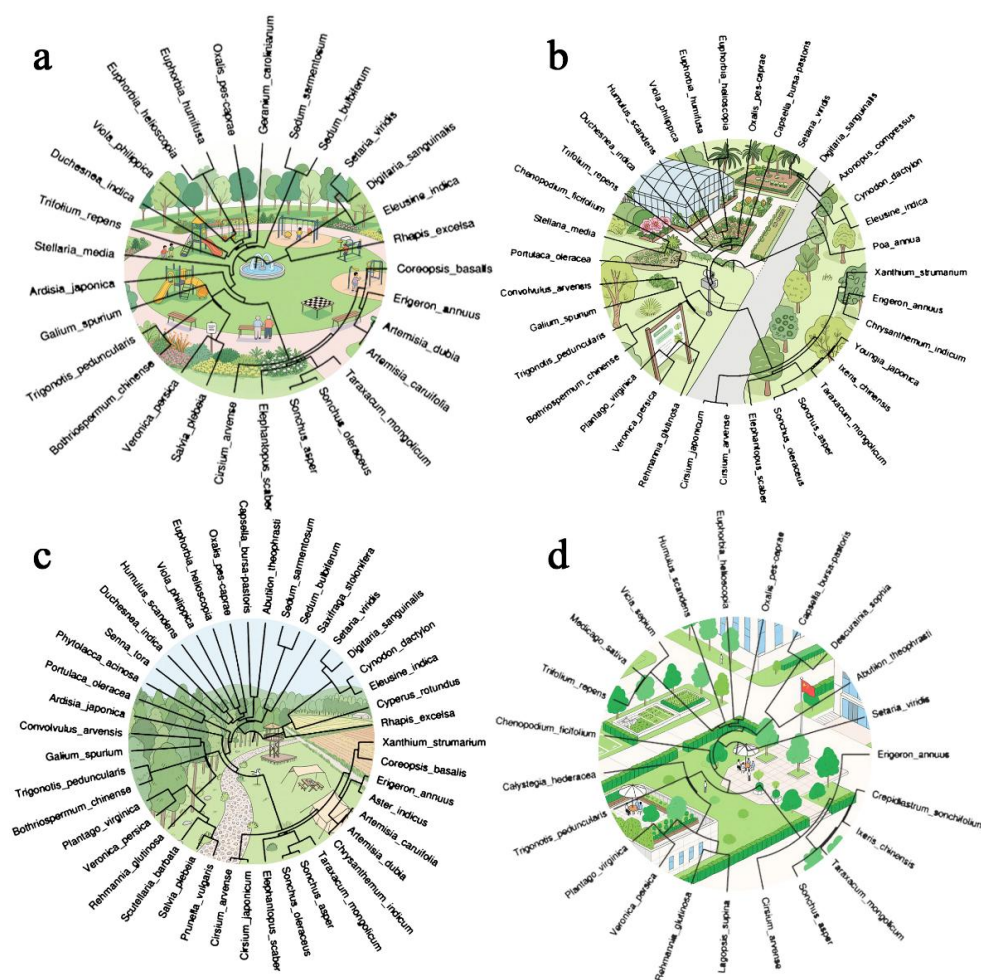 a
Geranium_carolinianum
Sedum_sarmentosum
Sedum_bulbiferum
Setaria_viridis
Digitaria_sanguinalis
Eleusine_indica
Rhapis_excelsa
Coreopsis_basalis
Erigeron_annuus
Artemisia_dubia
Artemisia_caruifolia
Taraxacum_mongolicum
Sonchus_oleraceus
Sonchus_asper
Elephantopus_scaber
Cirsium_arvense
Salvia_plebeia
Veronica_persica
Bothriospermum_chinense
Trigonotis_peduncularis
Galium_spurium
Ardisia_japonica
Stellaria_media
Trifolium_repens
Duchesnea_indica
Viola_philippica
Euphorbia_helioscopia
Euphorbia_humifusa
Oxalis_pes-caprae
b
Euphorbia_helioscopia
Oxalis_pes-caprae
Capsella_bursa-pastoris
Setaria_viridis
Digitaria_sanguinalis
Axonopus_compressus
Cynodon_dactylon
Eleusine_indica
Poa_annua
Xanthium_strumarium
Erigeron_annuus
Chrysanthemum_indicum
Youngia_japonica
Ixeris_chinensis
Taraxacum_mongolicum
Sonchus_asper
Sonchus_oleraceus
Elephantopus_scaber
Cirsium_arvense
Cirsium_japonicum
Rehmannia_glutinosa
Veronica_persica
Plantago_virginica
Bothriospermum_chinense
Trigonotis_peduncularis
Galium_spurium
Convolvulus_arvensis
Portulaca_oleracea
Stellaria_media
Chenopodium_ficifolium
Trifolium_repens
Duchesnea_indica
Humulus_scandens
Viola_philippica
Euphorbia_humifusa
c
Capsella_bursa-pastoris
Abutilon_theophrasti
Sedum_sarmentosum
Sedum_bulbiferum
Saxifraga_stolonifera
Setaria_viridis
Digitaria_sanguinalis
Cynodon_dactylon
Eleusine_indica
Cyperus_rotundus
Rhapis_excelsa
Xanthium_strumarium
Coreopsis_basalis
Erigeron_annuus
Aster_indicus
Artemisia_caruifolia
Artemisia_dubia
Chrysanthemum_indicum
Taraxacum_mongolicum
Sonchus_asper
Sonchus_oleraceus
Elephantopus_scaber
Cirsium_japonicum
Cirsium_arvense
Prunella_vulgaris
Salvia_plebeia
Scutellaria_barbata
Rehmannia_glutinosa
Veronica_persica
Plantago_virginica
Bothriospermum_chinense
Trigonotis_peduncularis
Galium_spurium
Convolvulus_arvensis
Ardisia_japonica
Portulaca_oleracea
Phytolacca_acinosa
Senna_tora
Duchesnea_indica
Humulus_scandens
Viola_philippica
Euphorbia_helioscopia
Oxalis_pes-caprae
d
Euphorbia_helioscopia
Oxalis_pes-caprae
Capsella_bursa-pastoris
Descurainia_sophia
Abutilon_theophrasti
Setaria_viridis
Erigeron_annuus
Crepidiastrum_sonchifolium
Ixeris_chinensis
Taraxacum_mongolicum
Sonchus_asper
Cirsium_arvense
Lagopsis_supina
Rehmannia_glutinosa
Veronica_persica
Plantago_virginica
Trigonotis_peduncularis
Calystegia_hederacea
Chenopodium_ficifolium
Trifolium_repens
Medicago_sativa
Vicia_sepium
Humulus_scandens